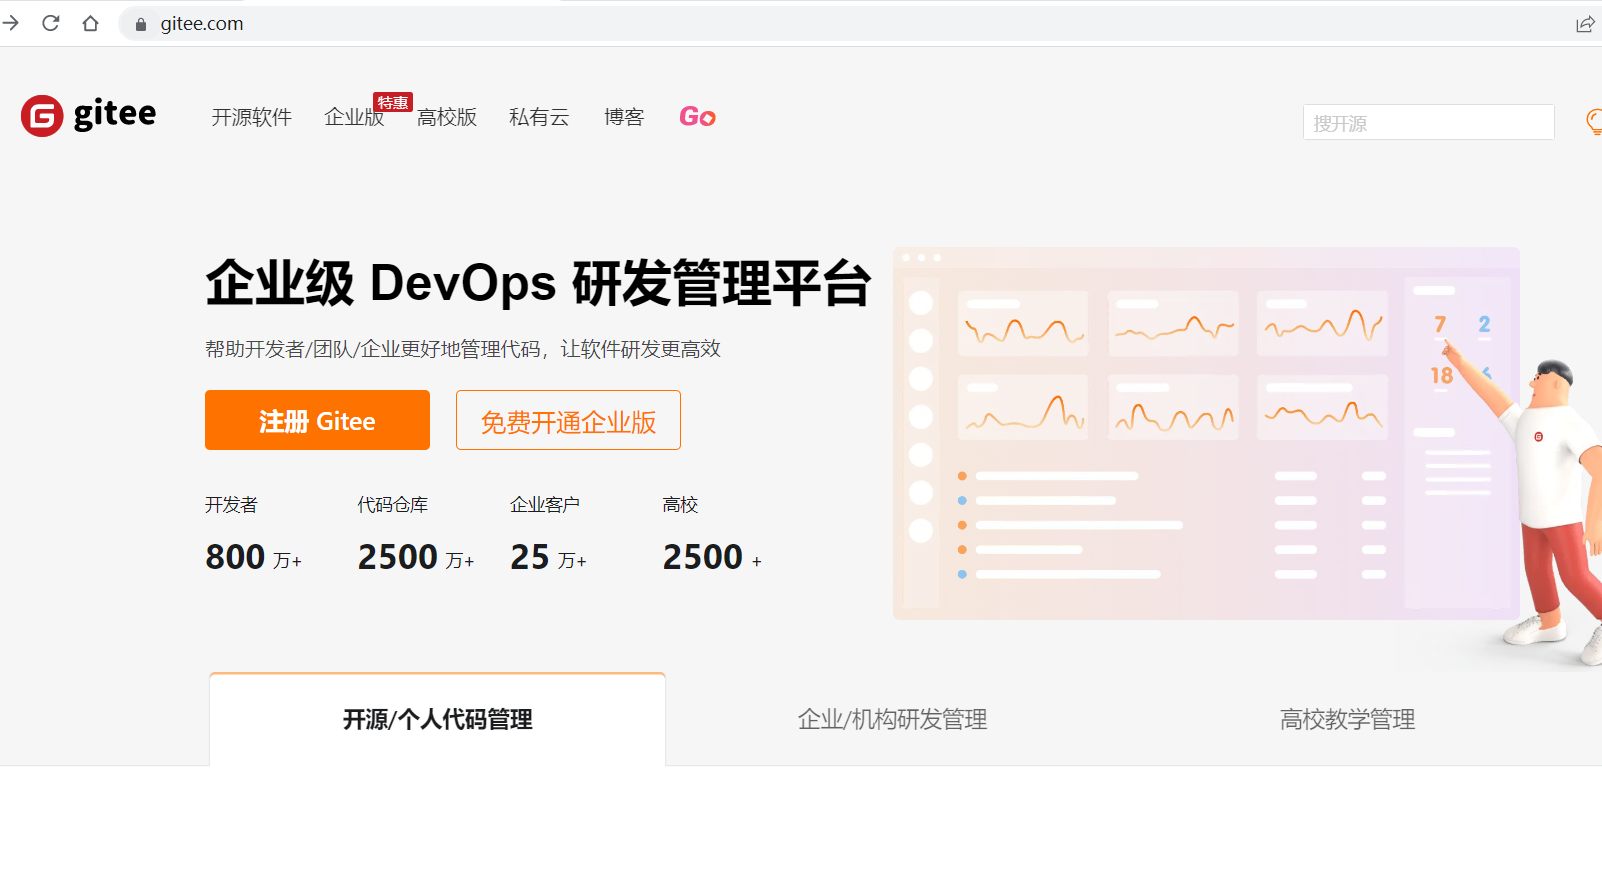 gitee.com
gitee 开源软件 企业版 特惠 高校版 私有云 博客 Go 搜开源
企业级 DevOps 研发管理平台
帮助开发者/团队/企业更好地管理代码，让软件研发更高效
注册 Gitee 免费开通企业版
开发者 代码仓库 企业客户 高校
800 万+ 2500 万+ 25 万+ 2500 +
7 2
18
开源/个人代码管理 企业/机构研发管理 高校教学管理